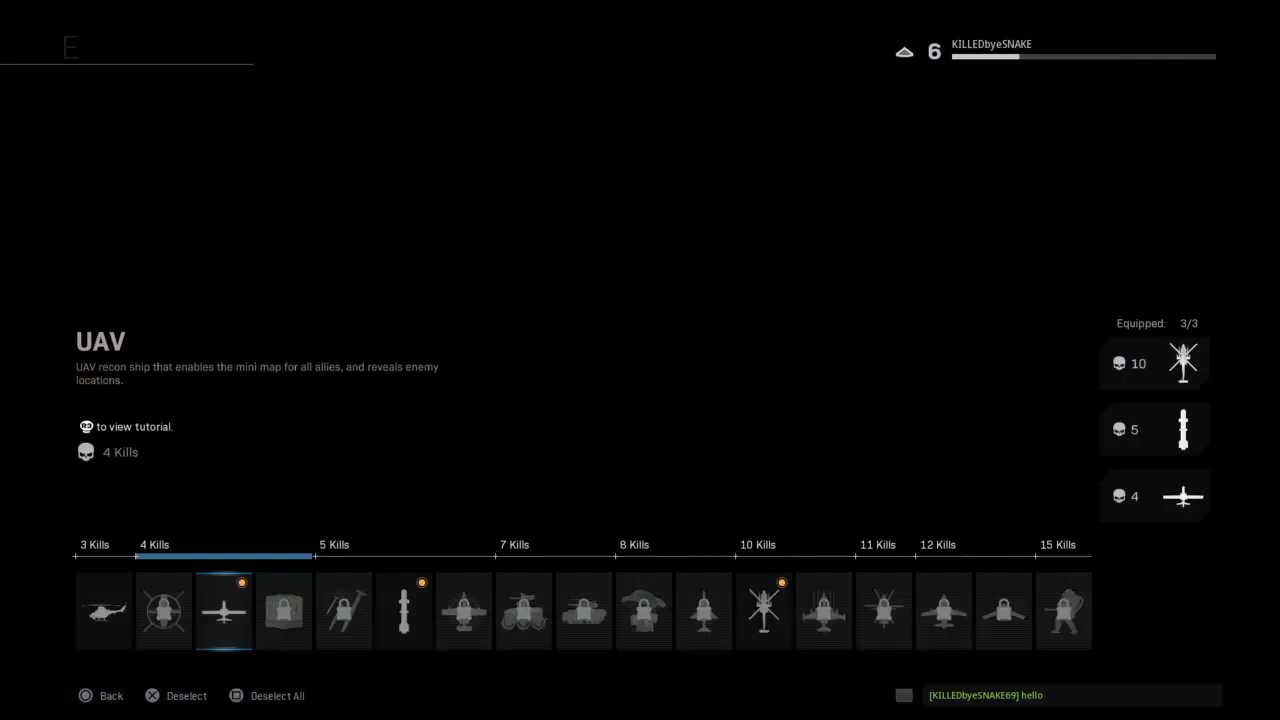 E
6 KILLEDbyeSNAKE
UAV
UAV recon ship that enables the mini map for all allies, and reveals enemy
locations.
R3 to view tutorial.
4 Kills
Equipped: 3/3
10
5
4
3 Kills 4 Kills 5 Kills 7 Kills 8 Kills 10 Kills 11 Kills 12 Kills 15 Kills
Back Deselect Deselect All
[KILLEDbyeSNAKE69] hello